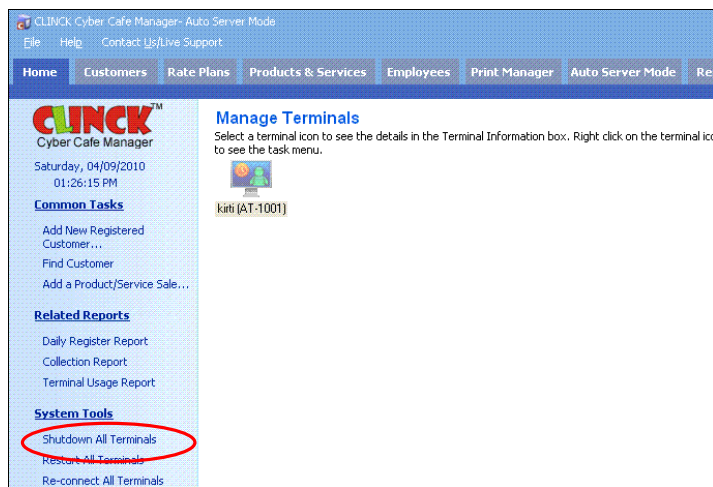 CLINCK Cyber Cafe Manager- Auto Server Mode
File Help Contact Us/Live Support
Home Customers Rate Plans Products & Services Employees Print Manager Auto Server Mode Re
CLINCK TM
Cyber Cafe Manager
Saturday, 04/09/2010
01:26:15 PM
Common Tasks
Add New Registered
Customer...
Find Customer
Add a Product/Service Sale...
Related Reports
Daily Register Report
Collection Report
Terminal Usage Report
System Tools
Shutdown All Terminals
Restart All Terminals
Re-connect All Terminals
Manage Terminals
Select a terminal icon to see the details in the Terminal Information box. Right click on the terminal ico
to see the task menu.
kirti (AT-1001)